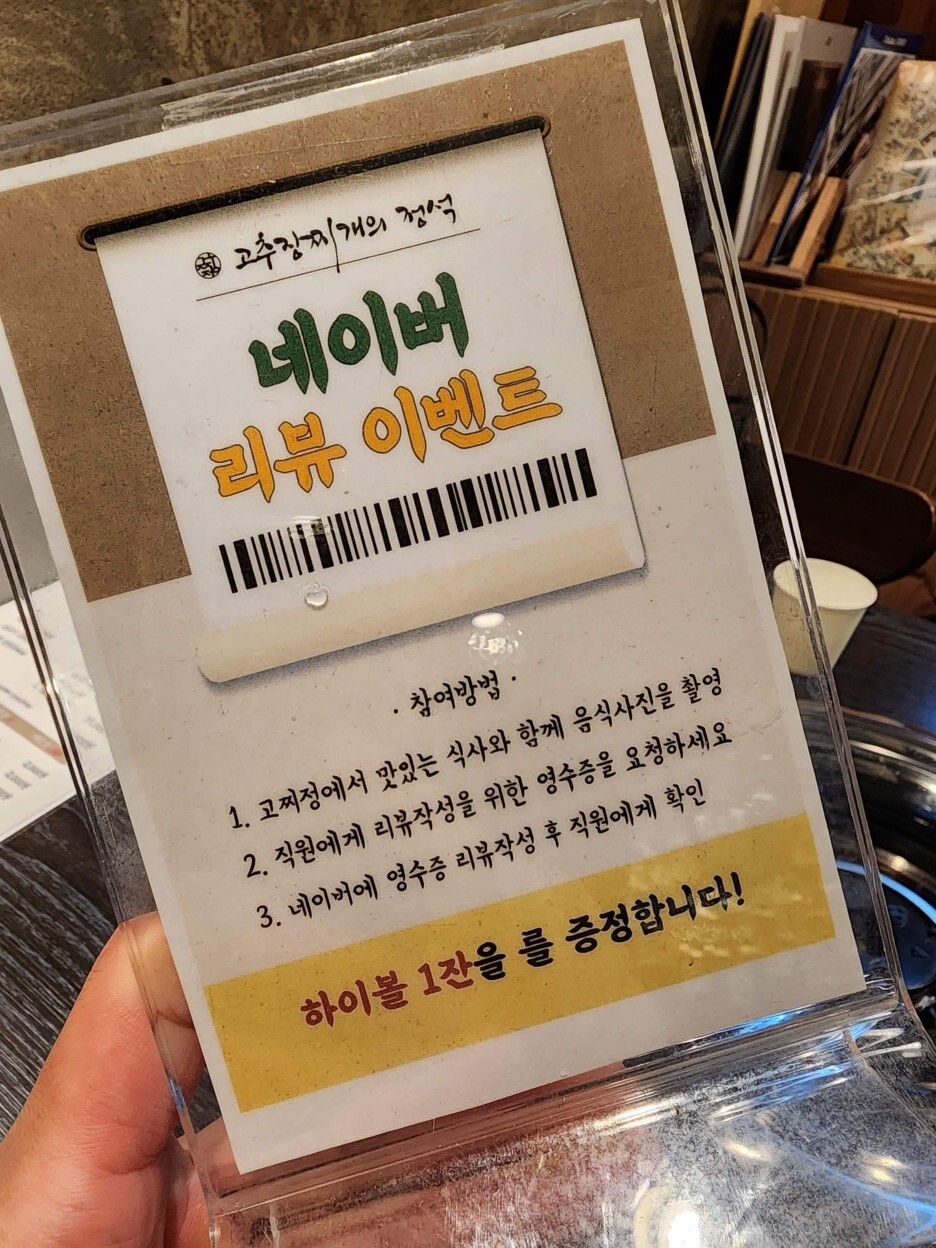 고추장찌개의 정석
네이버
리뷰 이벤트
· 참여방법 ·
1. 고찌정에서 맛있는 식사와 함께 음식사진을 촬영
2. 직원에게 리뷰작성을 위한 영수증을 요청하세요
3. 네이버에 영수증 리뷰작성 후 직원에게 확인
하이볼 1잔을 를 증정합니다!